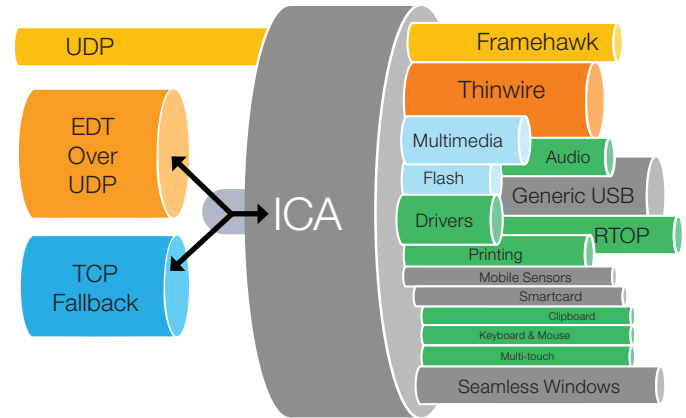 UDP
EDT
Over
UDP
TCP
Fallback
ICA
Framehawk
Thinwire
Multimedia
Audio
Flash
Generic USB
Drivers
RTOP
Printing
Mobile Sensors
Smartcard
Clipboard
Keyboard & Mouse
Multi-touch
Seamless Windows